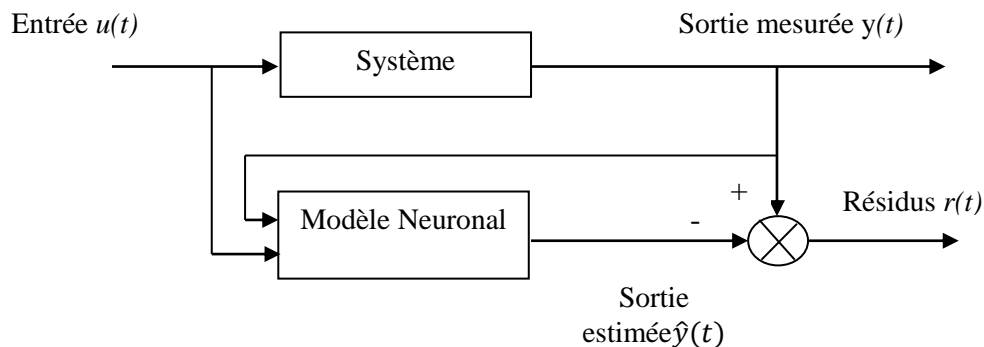 Entrée u(t)
Système
Sortie mesurée y(t)
Modèle Neuronal
+
-
Résidus r(t)
Sortie
estiméeŷ(t)